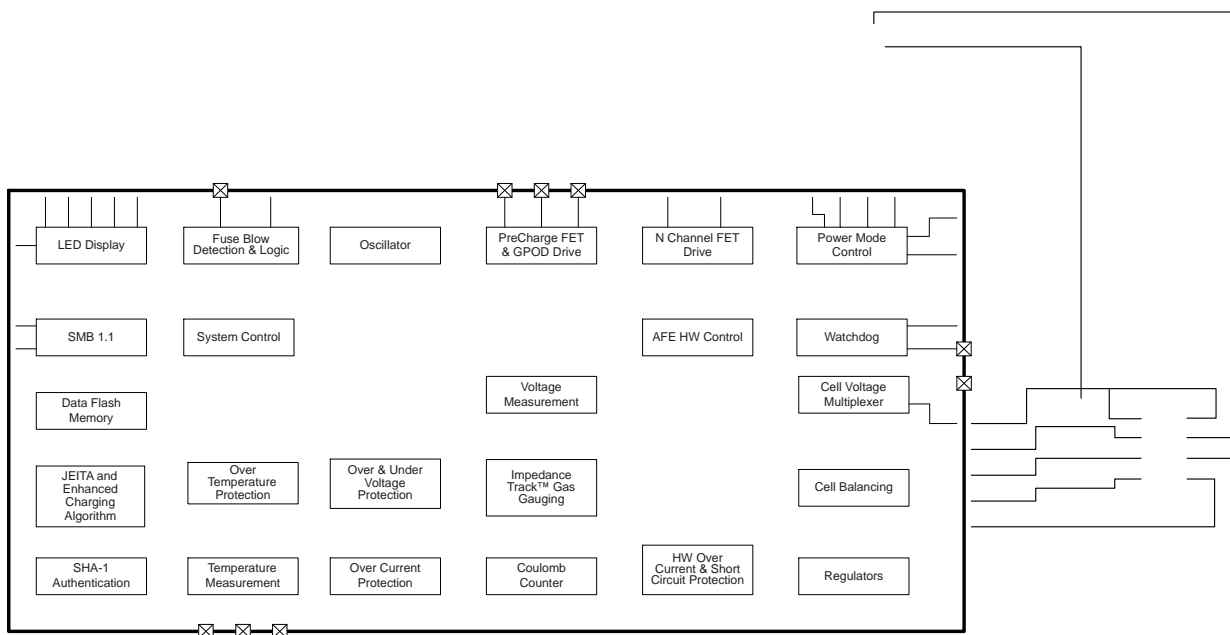 LED Display
Fuse Blow
Detection & Logic
Oscillator
PreCharge FET
& GPOD Drive
N Channel FET
Drive
Power Mode
Control
SMB 1.1
System Control
AFE HW Control
Watchdog
Data Flash
Memory
Voltage
Measurement
Cell Voltage
Multiplexer
JEITA and
Enhanced
Charging
Algorithm
Over
Temperature
Protection
Over & Under
Voltage
Protection
Impedance
Track™ Gas
Gauging
Cell Balancing
SHA-1
Authentication
Temperature
Measurement
Over Current
Protection
Coulomb
Counter
HW Over
Current & Short
Circuit Protection
Regulators